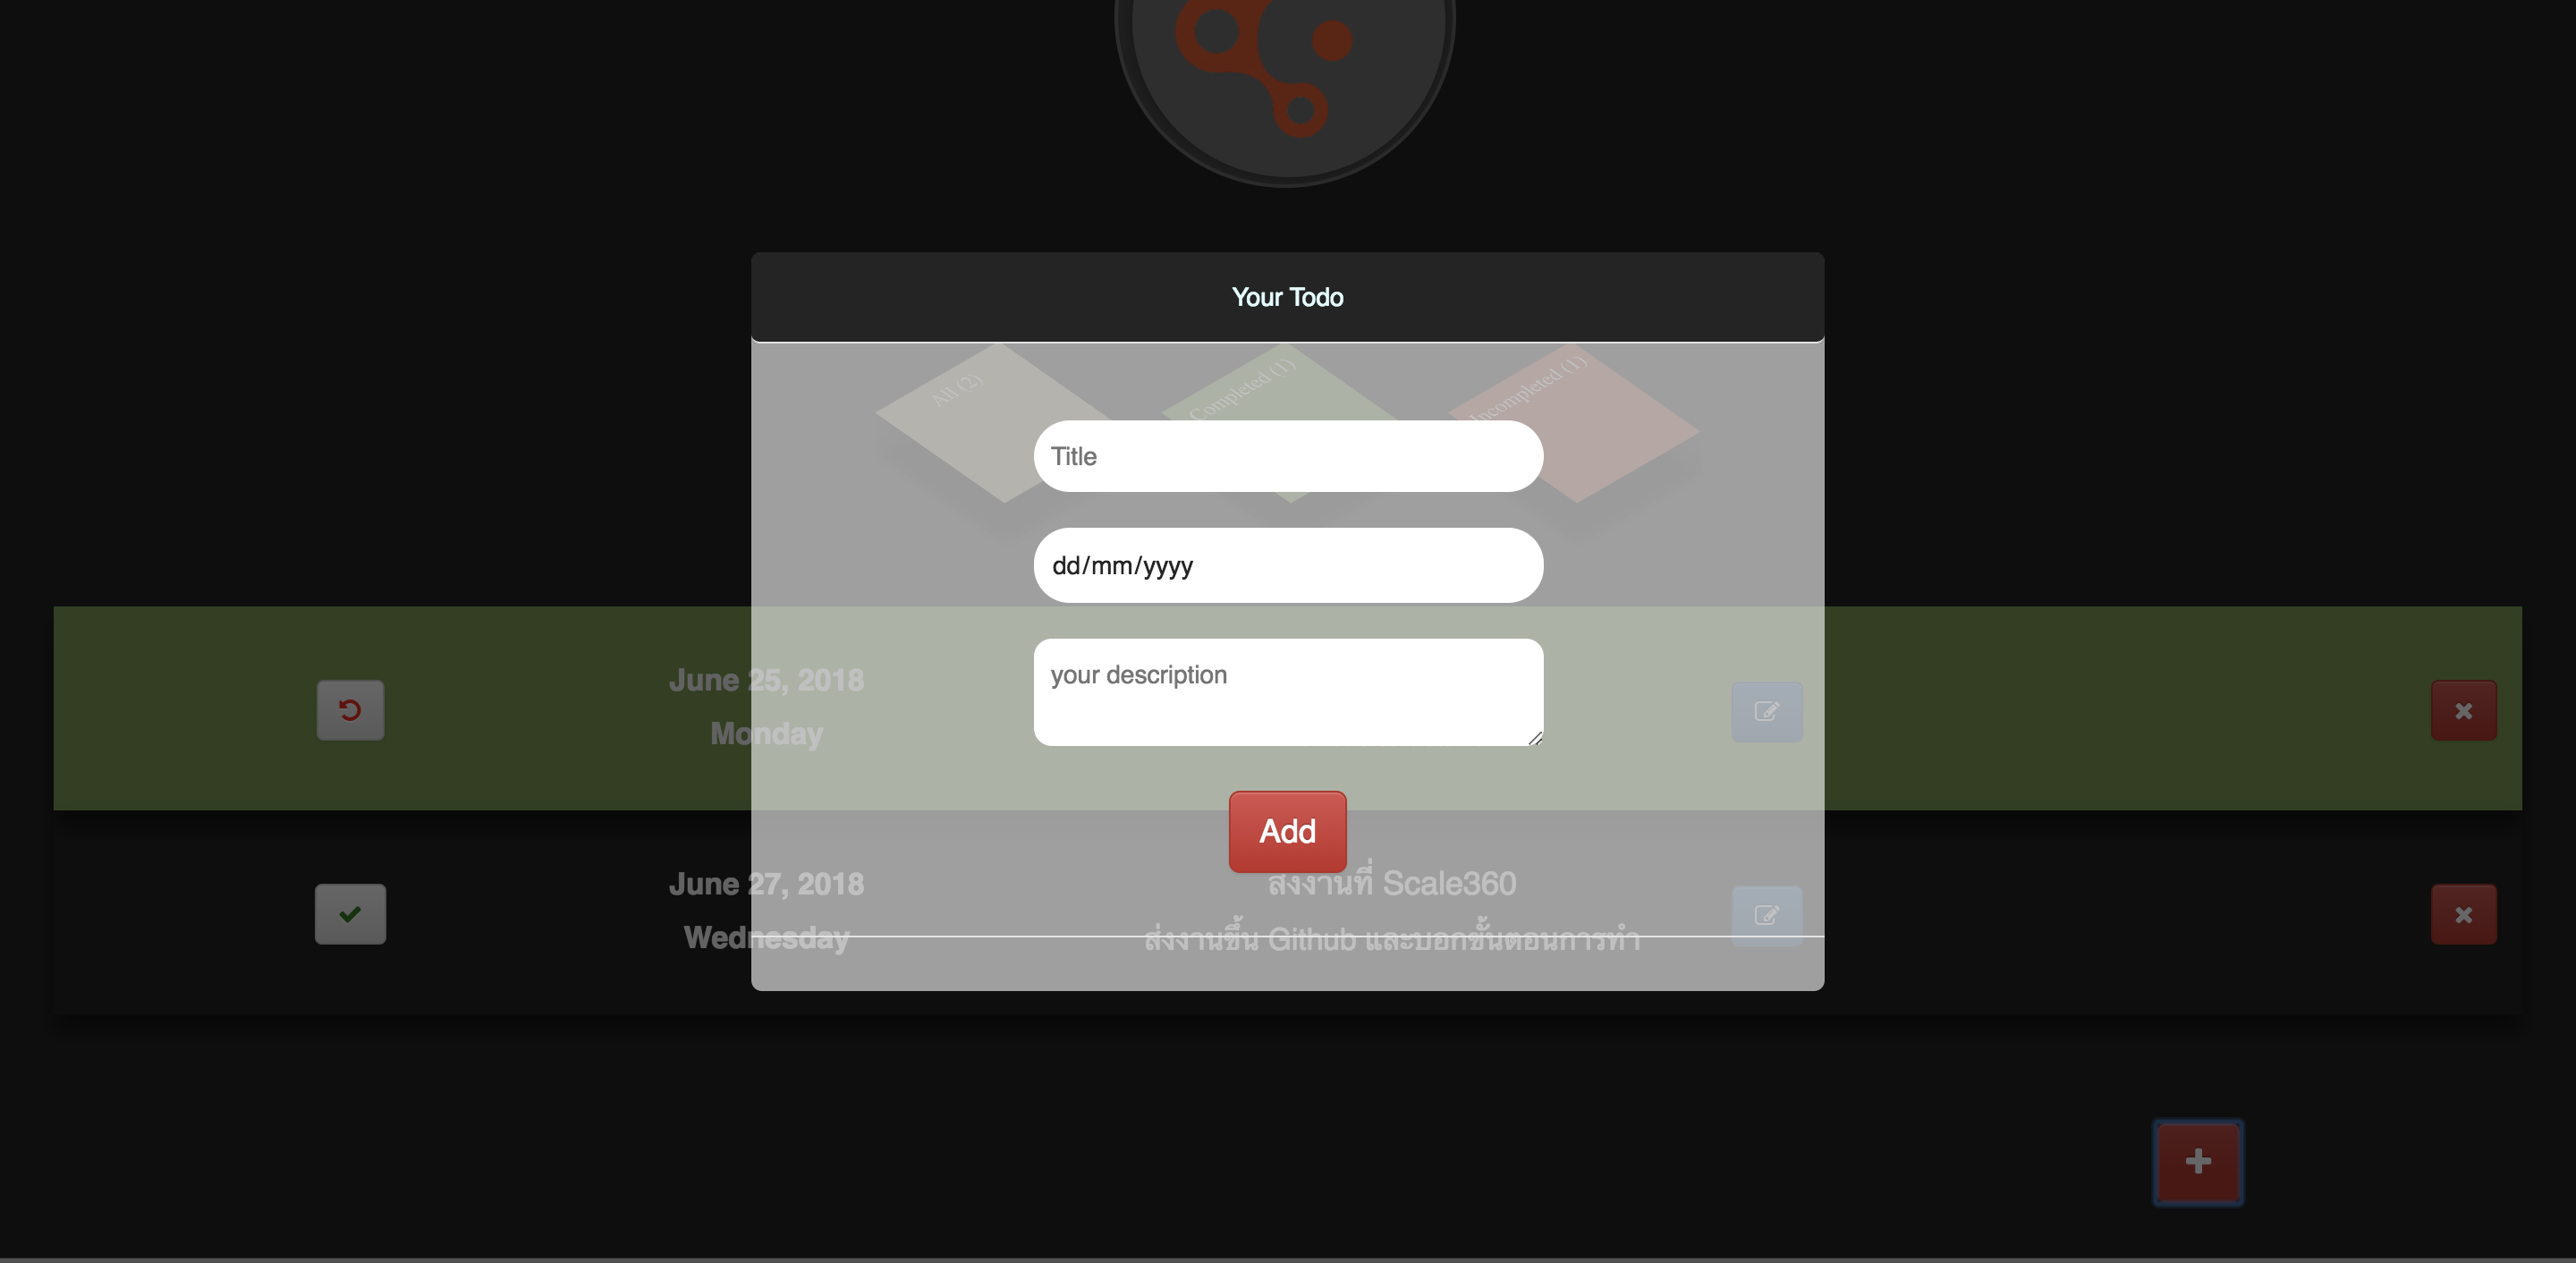 Your Todo
All (2)
Completed (1)
Incompleted (1)
Title
dd/mm/yyyy
your description
June 25, 2018
Monday
Add
June 27, 2018
Wednesday
ส่งงานที่ Scale360
ส่งงานขึ้น Github และบอกขั้นตอนการทำ